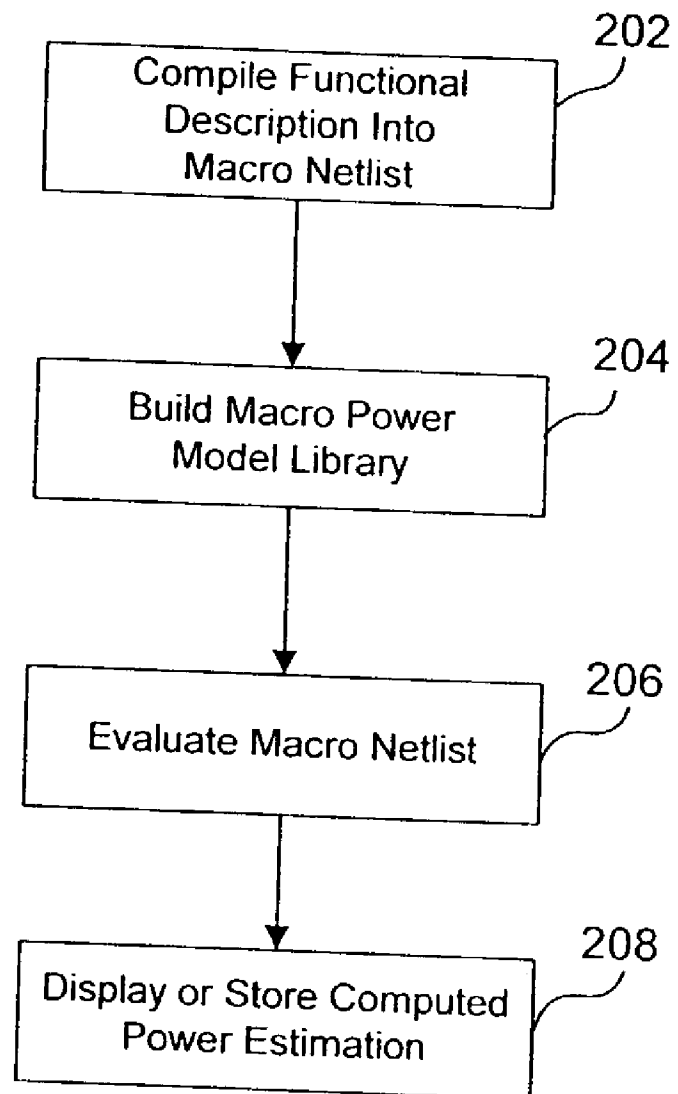 202
Compile Functional
Description Into
Macro Netlist
204
Build Macro Power
Model Library
206
Evaluate Macro Netlist
208
Display or Store Computed
Power Estimation